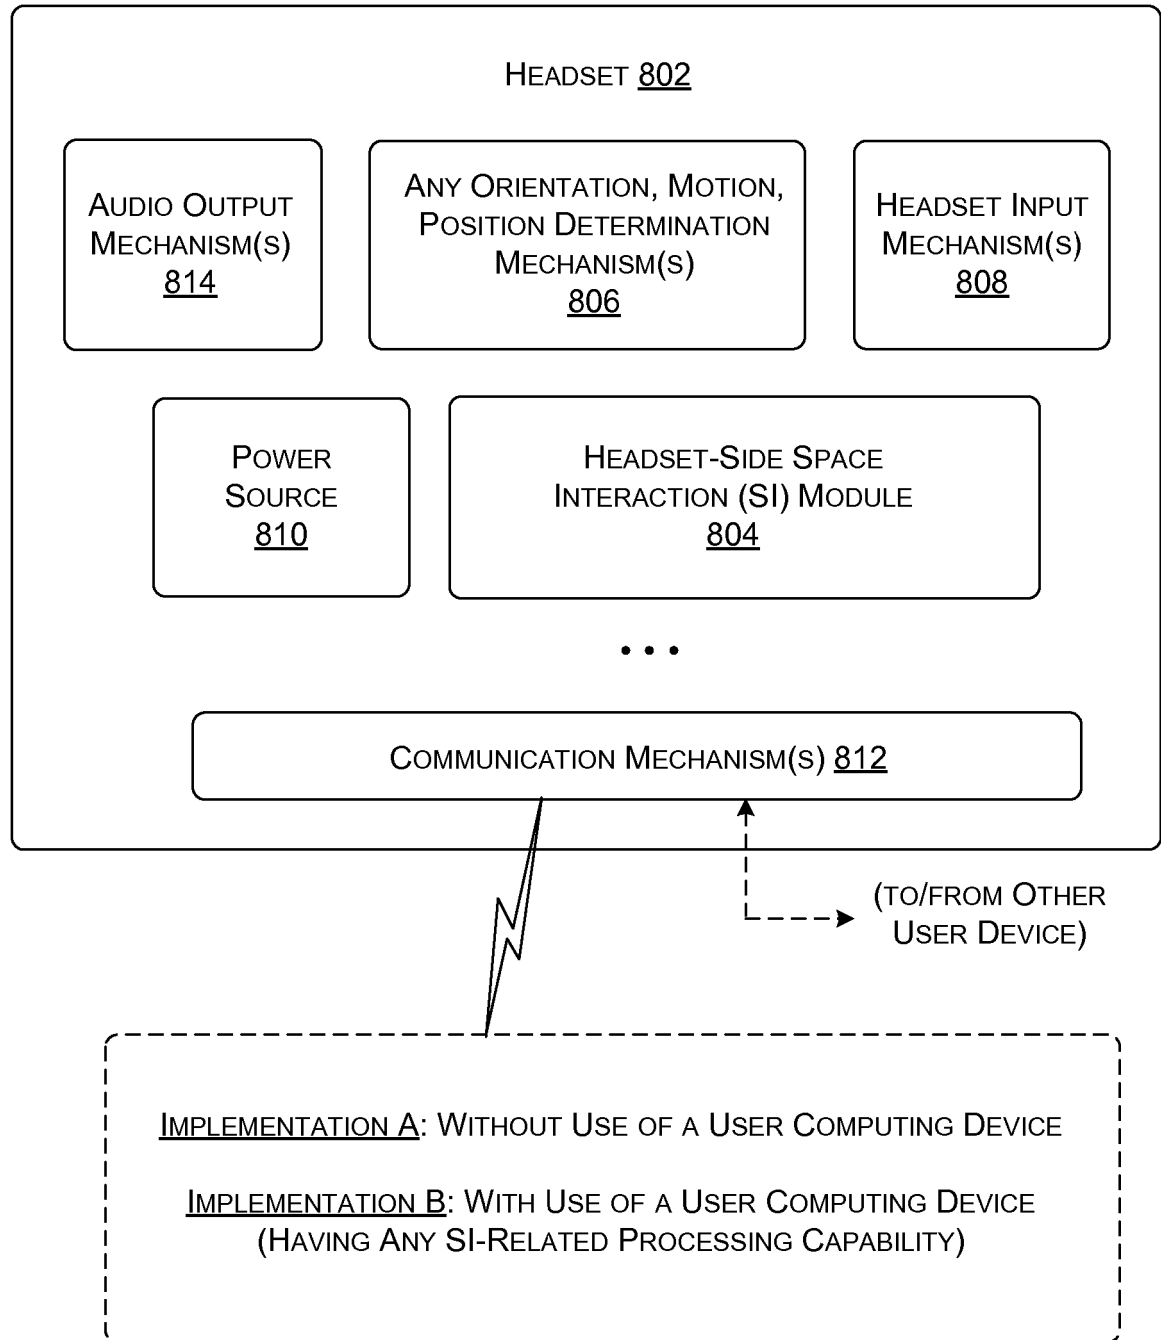 HEADSET 802
AUDIO OUTPUT
MECHANISM(S)
814
ANY ORIENTATION, MOTION,
POSITION DETERMINATION
MECHANISM(S)
806
HEADSET INPUT
MECHANISM(S)
808
POWER
SOURCE
810
HEADSET-SIDE SPACE
INTERACTION (SI) MODULE
804
• • •
COMMUNICATION MECHANISM(S) 812
(TO/FROM OTHER
USER DEVICE)
IMPLEMENTATION A: WITHOUT USE OF A USER COMPUTING DEVICE
IMPLEMENTATION B: WITH USE OF A USER COMPUTING DEVICE
(HAVING ANY SI-RELATED PROCESSING CAPABILITY)